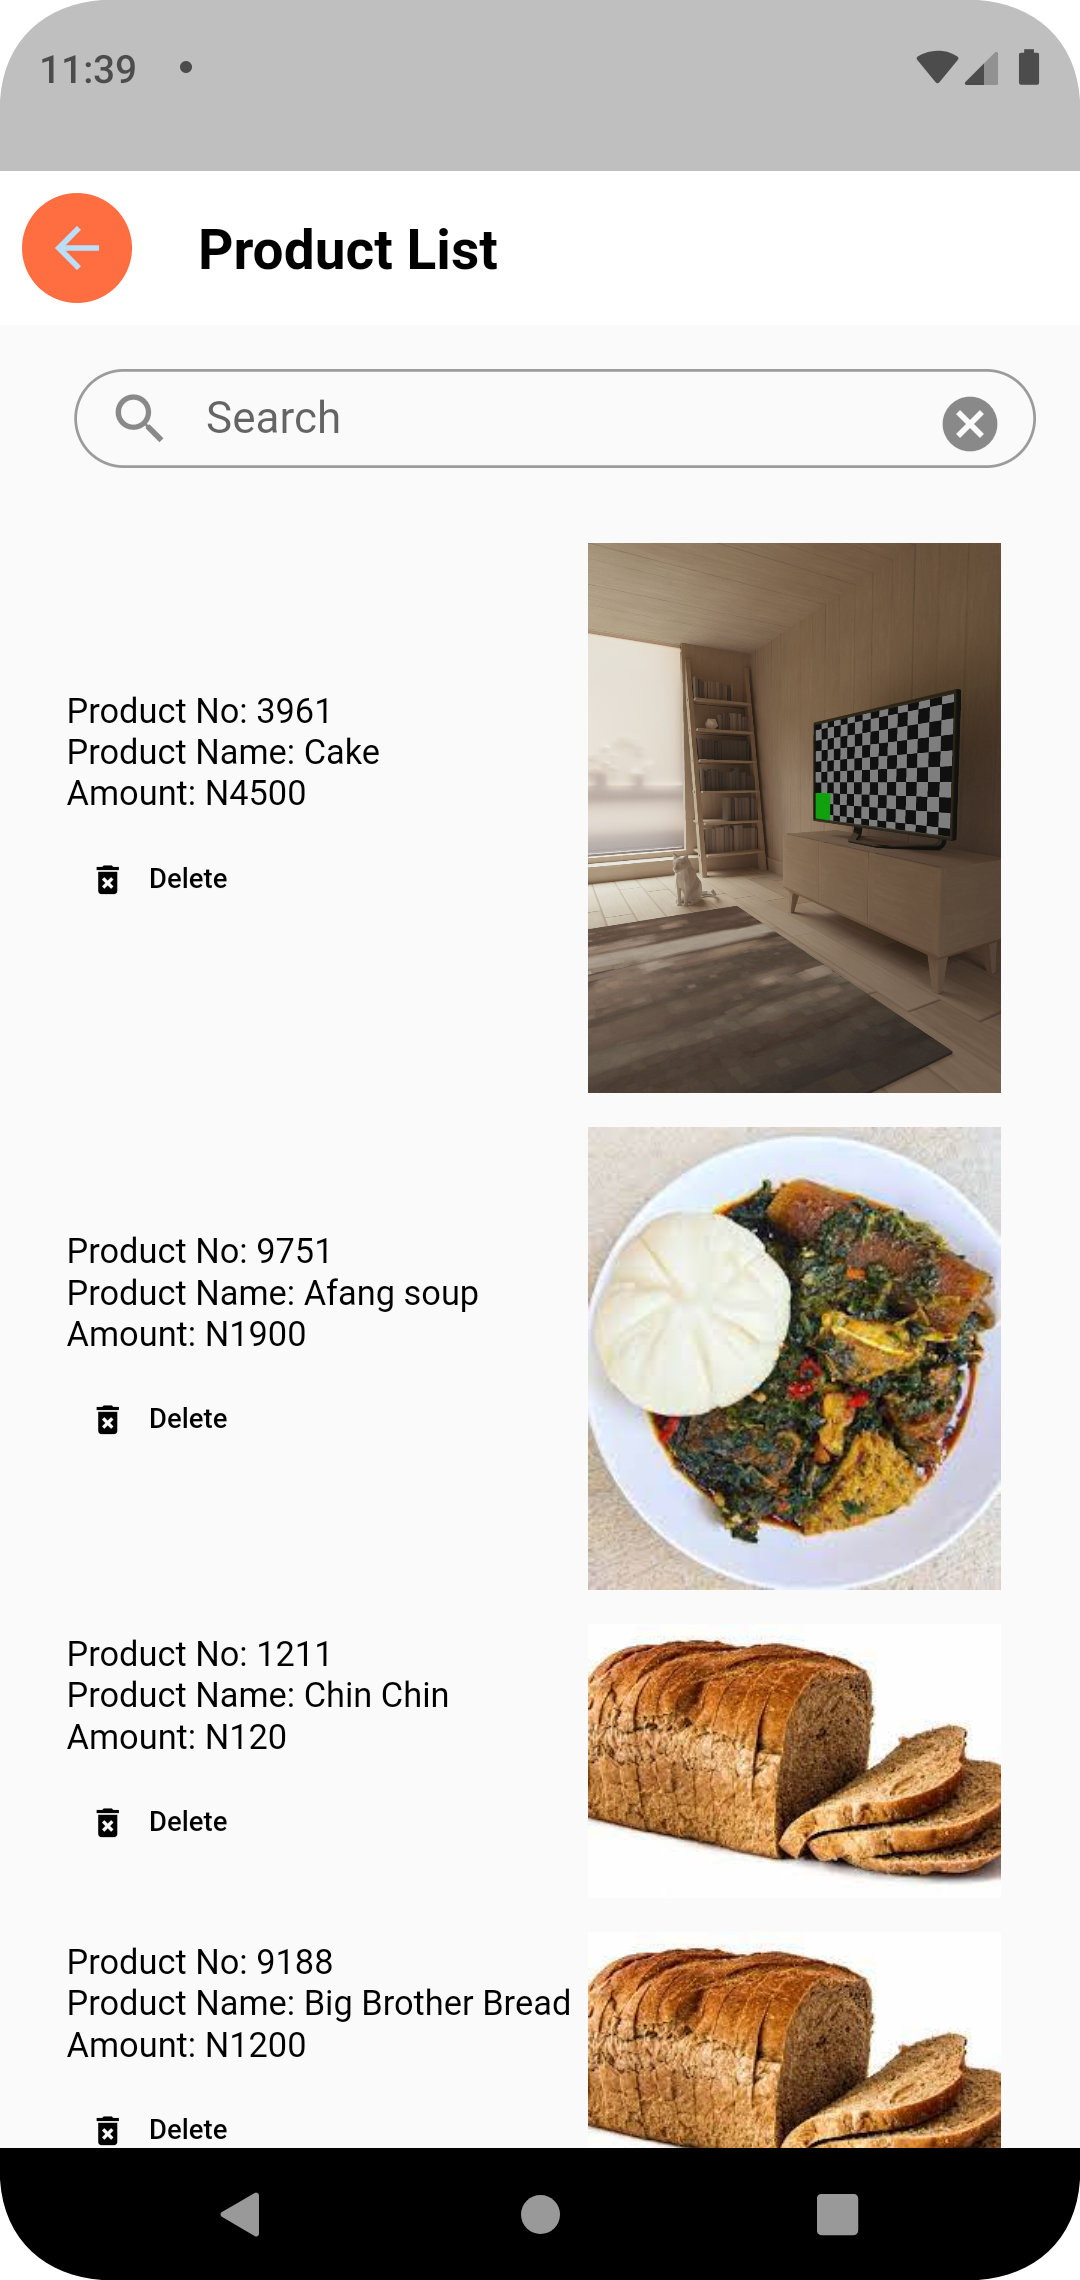 11:39
Product List
Search
Product No: 3961
Product Name: Cake
Amount: N4500
Delete
Product No: 9751
Product Name: Afang soup
Amount: N1900
Delete
Product No: 1211
Product Name: Chin Chin
Amount: N120
Delete
Product No: 9188
Product Name: Big Brother Bread
Amount: N1200
Delete